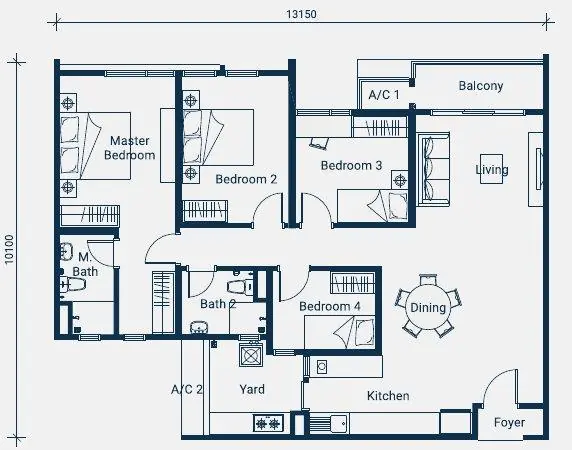 13150
Balcony
A/C 1
Master
Bedroom
Bedroom 2
Bedroom 3
Living
10100
M.
Bath
Bath 2
Bedroom 4
Dining
A/C 2
Yard
Kitchen
Foyer